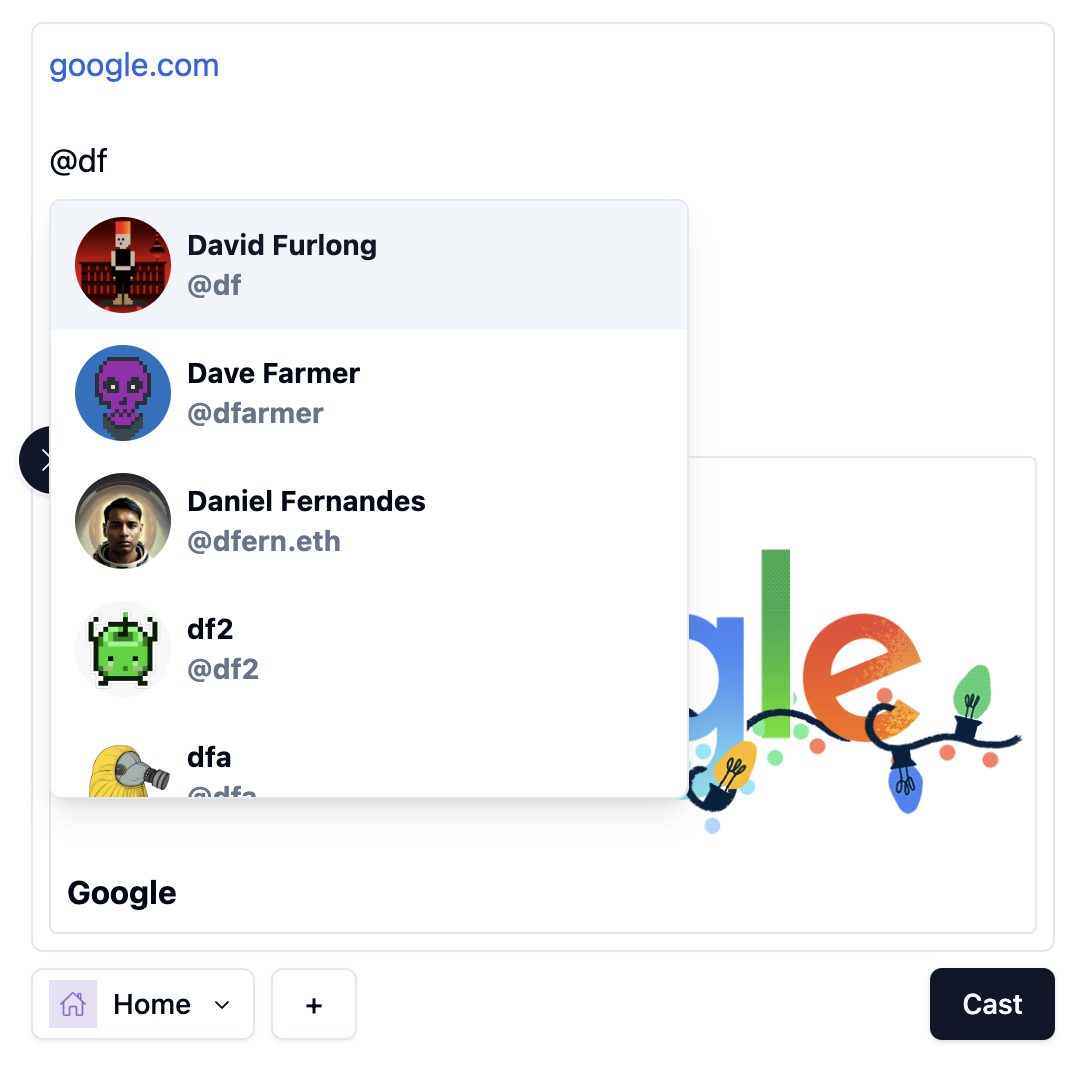 google.com
@df
David Furlong
@df
Dave Farmer
@dfarmer
Daniel Fernandes
@dfern.eth
df2
@df2
dfa
@dfa
gle
Google
Home
+
Cast